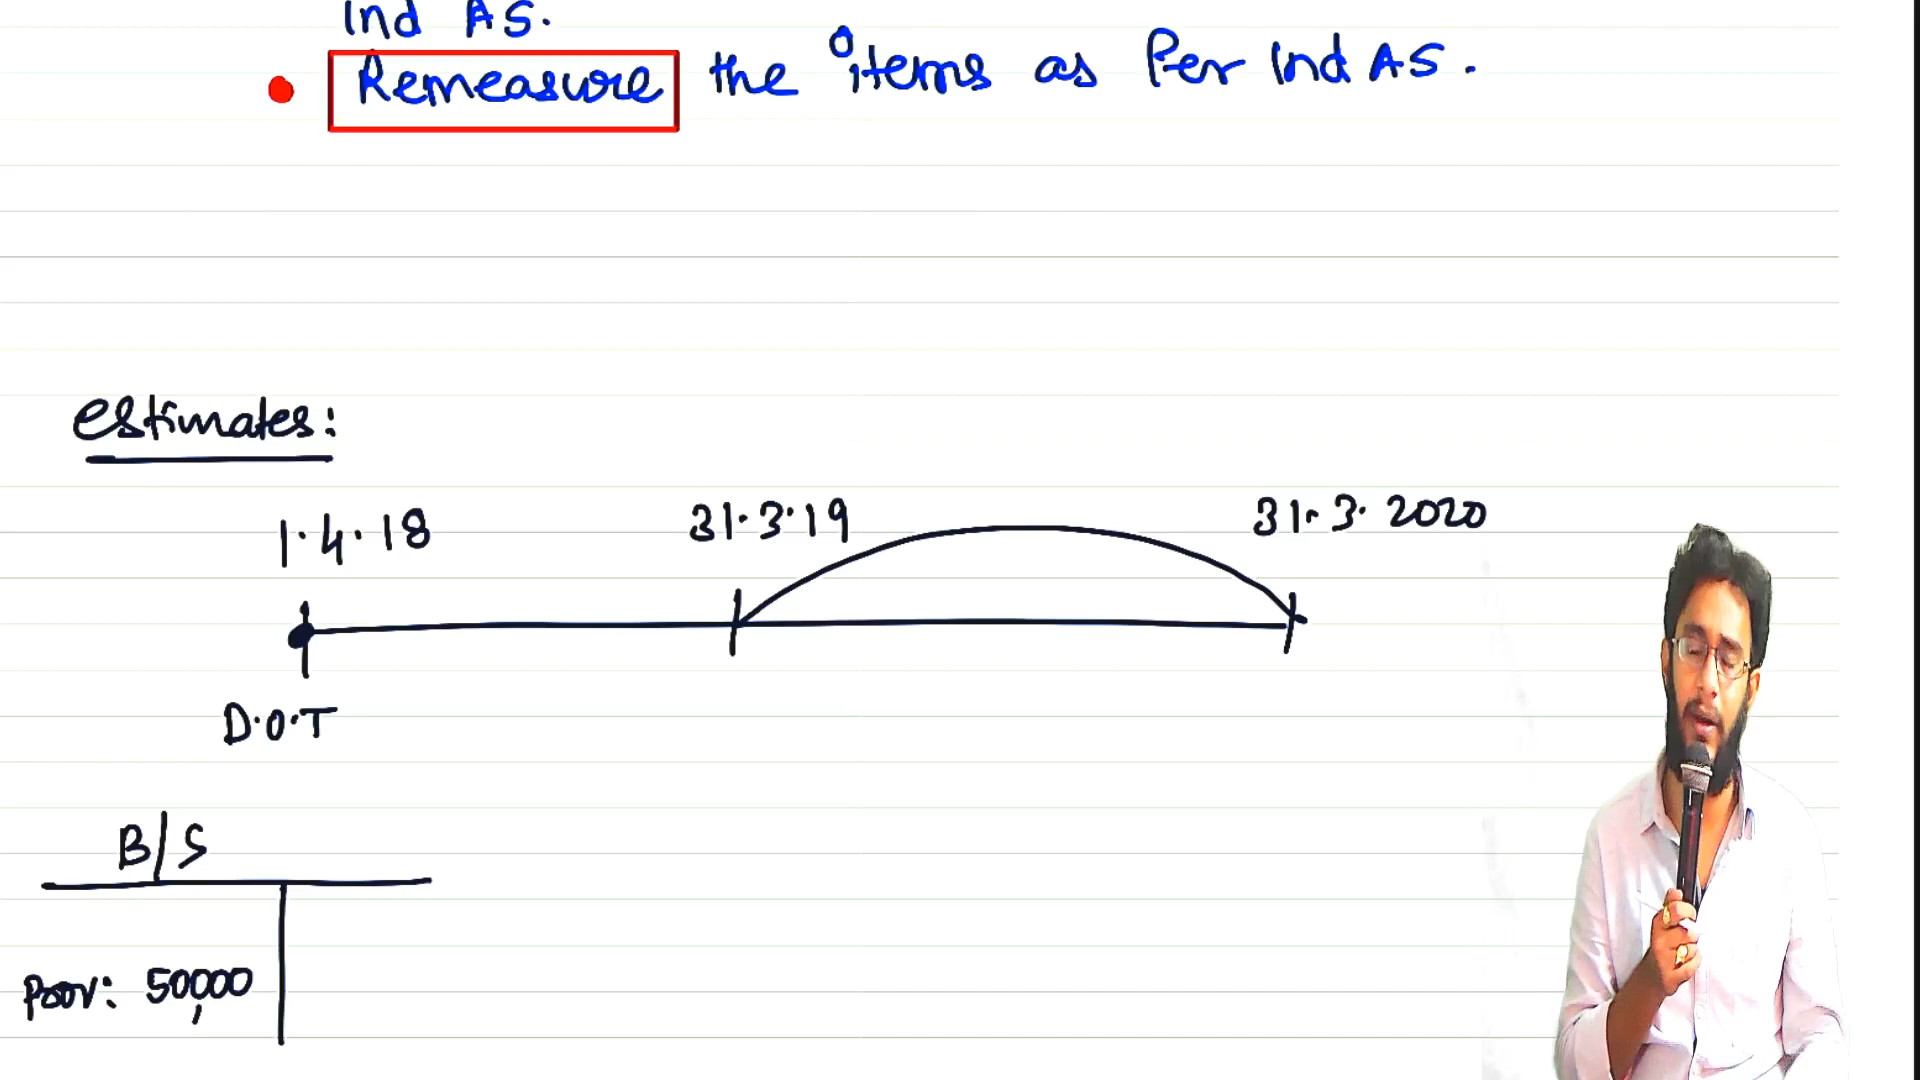 Ind AS.
• Remeasure the items as Per Ind AS.
estimates:
1.4.18 31.3.19 31.3.2020
D.O.T
B/S
Prov: 50,000